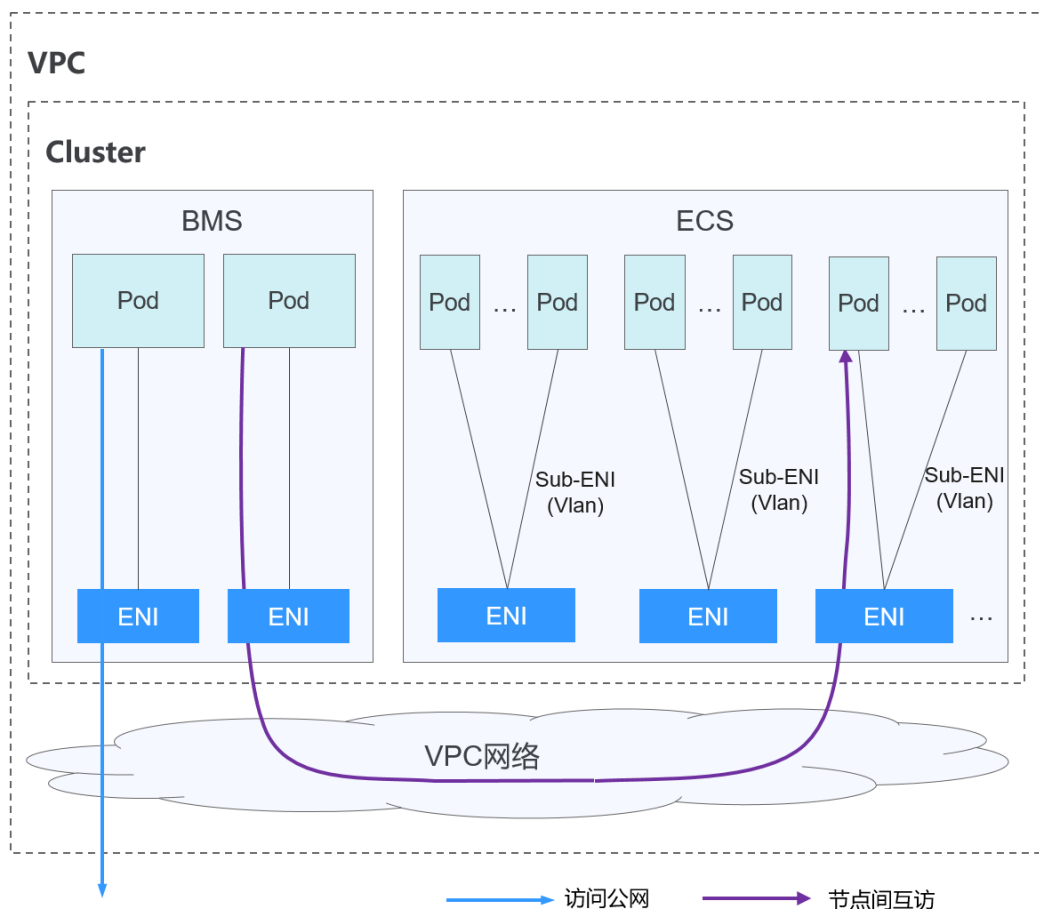 VPC
Cluster
BMS
ECS
Pod
Pod
Pod
...
Pod
Pod
...
Pod
Pod
...
Pod
Sub-ENI
(Vlan)
Sub-ENI
(Vlan)
Sub-ENI
(Vlan)
ENI
ENI
ENI
ENI
ENI
...
VPC网络
访问公网
节点间互访